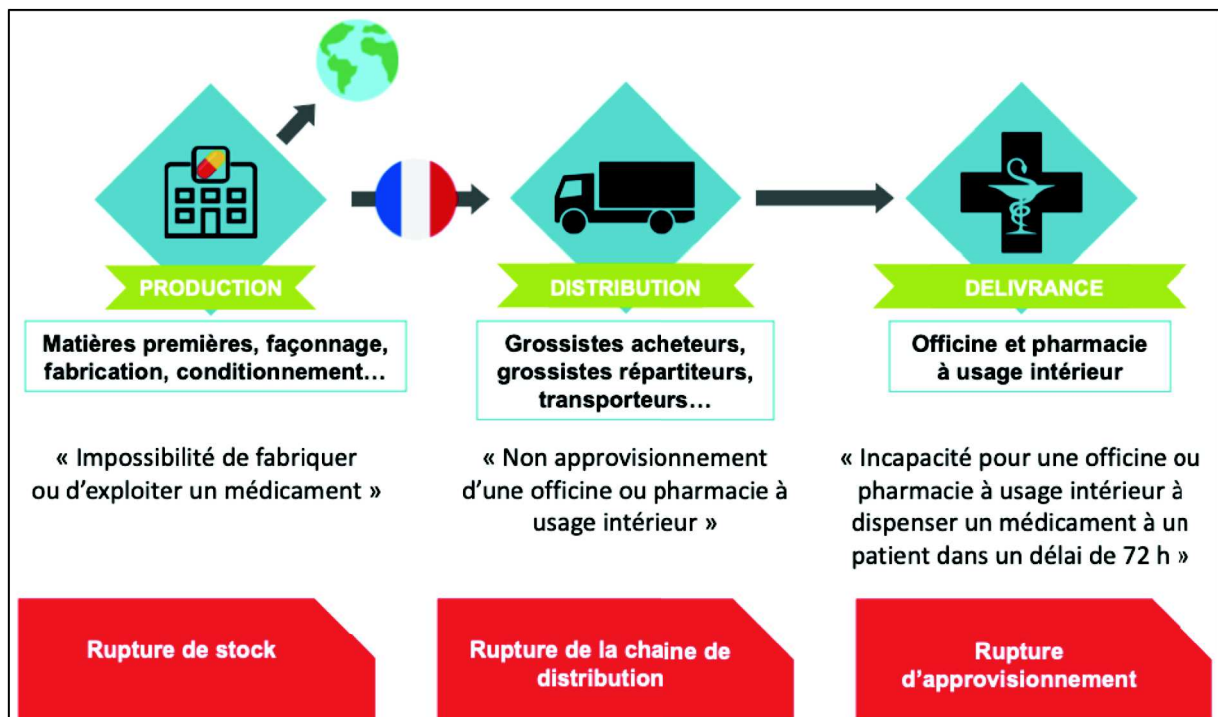 PRODUCTION
Matières premières, façonnage,
fabrication, conditionnement…
« Impossibilité de fabriquer
ou d'exploiter un médicament »
Rupture de stock
DISTRIBUTION
Grossistes acheteurs,
grossistes répartiteurs,
transporteurs…
« Non approvisionnement
d'une officine ou pharmacie à
usage intérieur »
Rupture de la chaine de
distribution
DELIVRANCE
Officine et pharmacie
à usage intérieur
« Incapacité pour une officine ou
pharmacie à usage intérieur à
dispenser un médicament à un
patient dans un délai de 72 h »
Rupture
d'approvisionnement